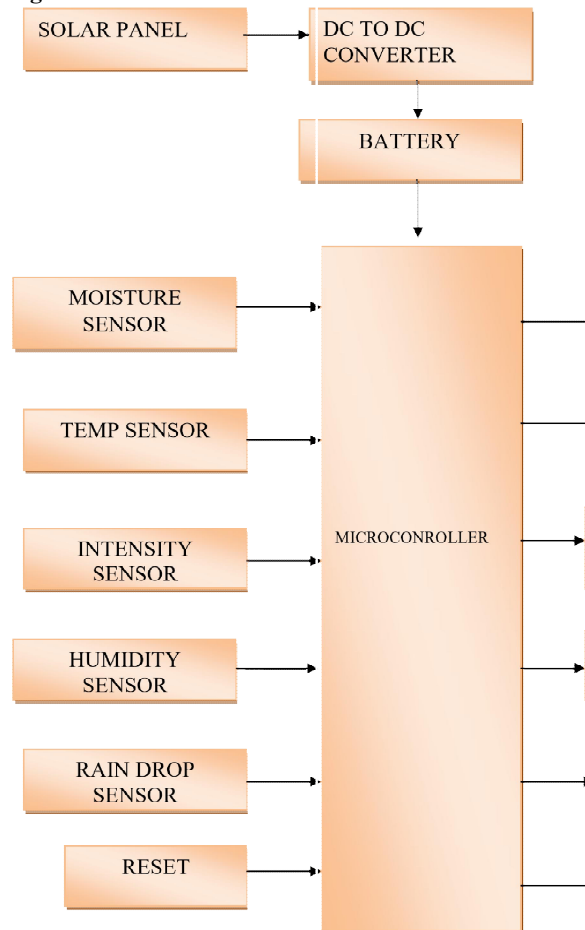 SOLAR PANEL
DC TO DC
CONVERTER
BATTERY
MOISTURE
SENSOR
TEMP SENSOR
MICROCONROLLER
INTENSITY
SENSOR
HUMIDITY
SENSOR
RAIN DROP
SENSOR
RESET